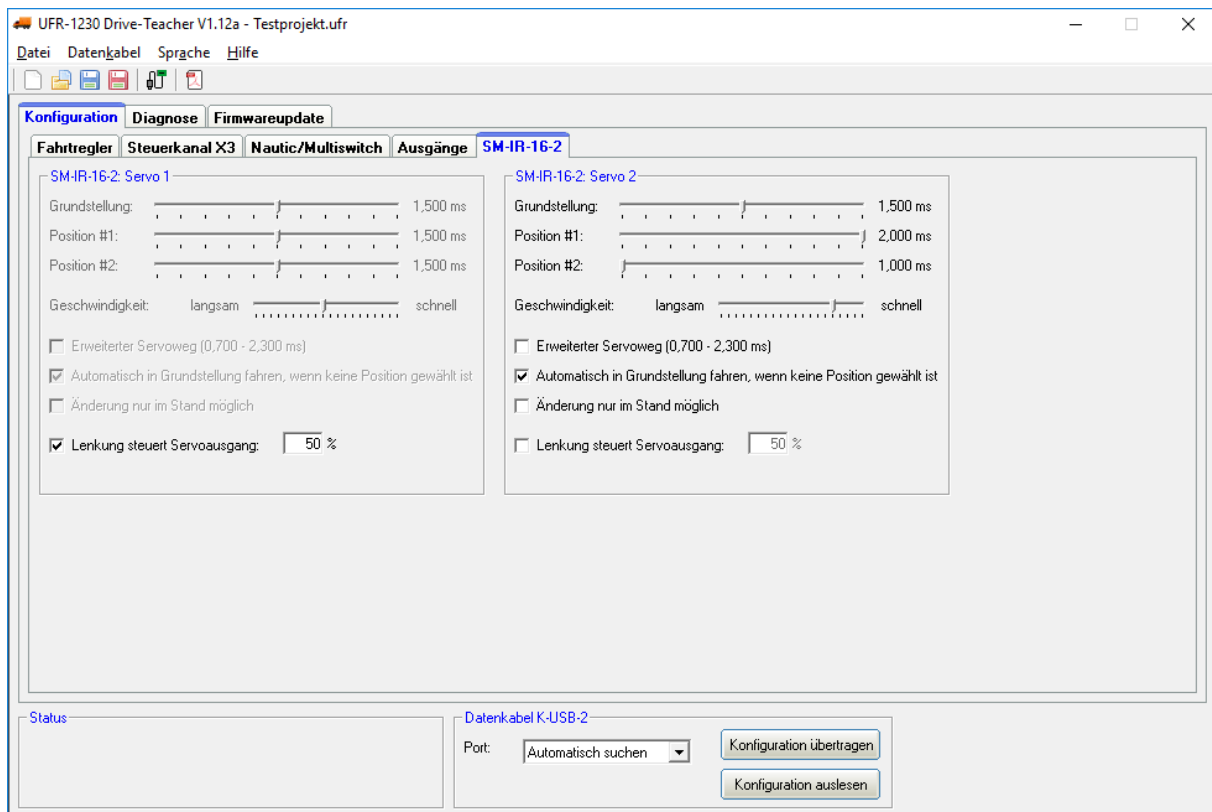 UFR-1230 Drive-Teacher V1.12a - Testprojekt.ufr
Datei Datenkabel Sprache Hilfe
Konfiguration Diagnose Firmwareupdate
Fahrtregler Steuerkanal X3 Nautic/Multiswitch Ausgänge SM-IR-16-2
SM-IR-16-2: Servo 1
Grundstellung: 1,500 ms
Position #1: 1,500 ms
Position #2: 1,500 ms
Geschwindigkeit: langsam schnell
Erweiterter Servoweg (0,700 - 2,300 ms)
Automatisch in Grundstellung fahren, wenn keine Position gewählt ist
Änderung nur im Stand möglich
Lenkung steuert Servoausgang: 50 %
SM-IR-16-2: Servo 2
Grundstellung: 1,500 ms
Position #1: 2,000 ms
Position #2: 1,000 ms
Geschwindigkeit: langsam schnell
Erweiterter Servoweg (0,700 - 2,300 ms)
Automatisch in Grundstellung fahren, wenn keine Position gewählt ist
Änderung nur im Stand möglich
Lenkung steuert Servoausgang: 50 %
Status
Datenkabel K-USB-2
Port: Automatisch suchen
Konfiguration übertragen
Konfiguration auslesen